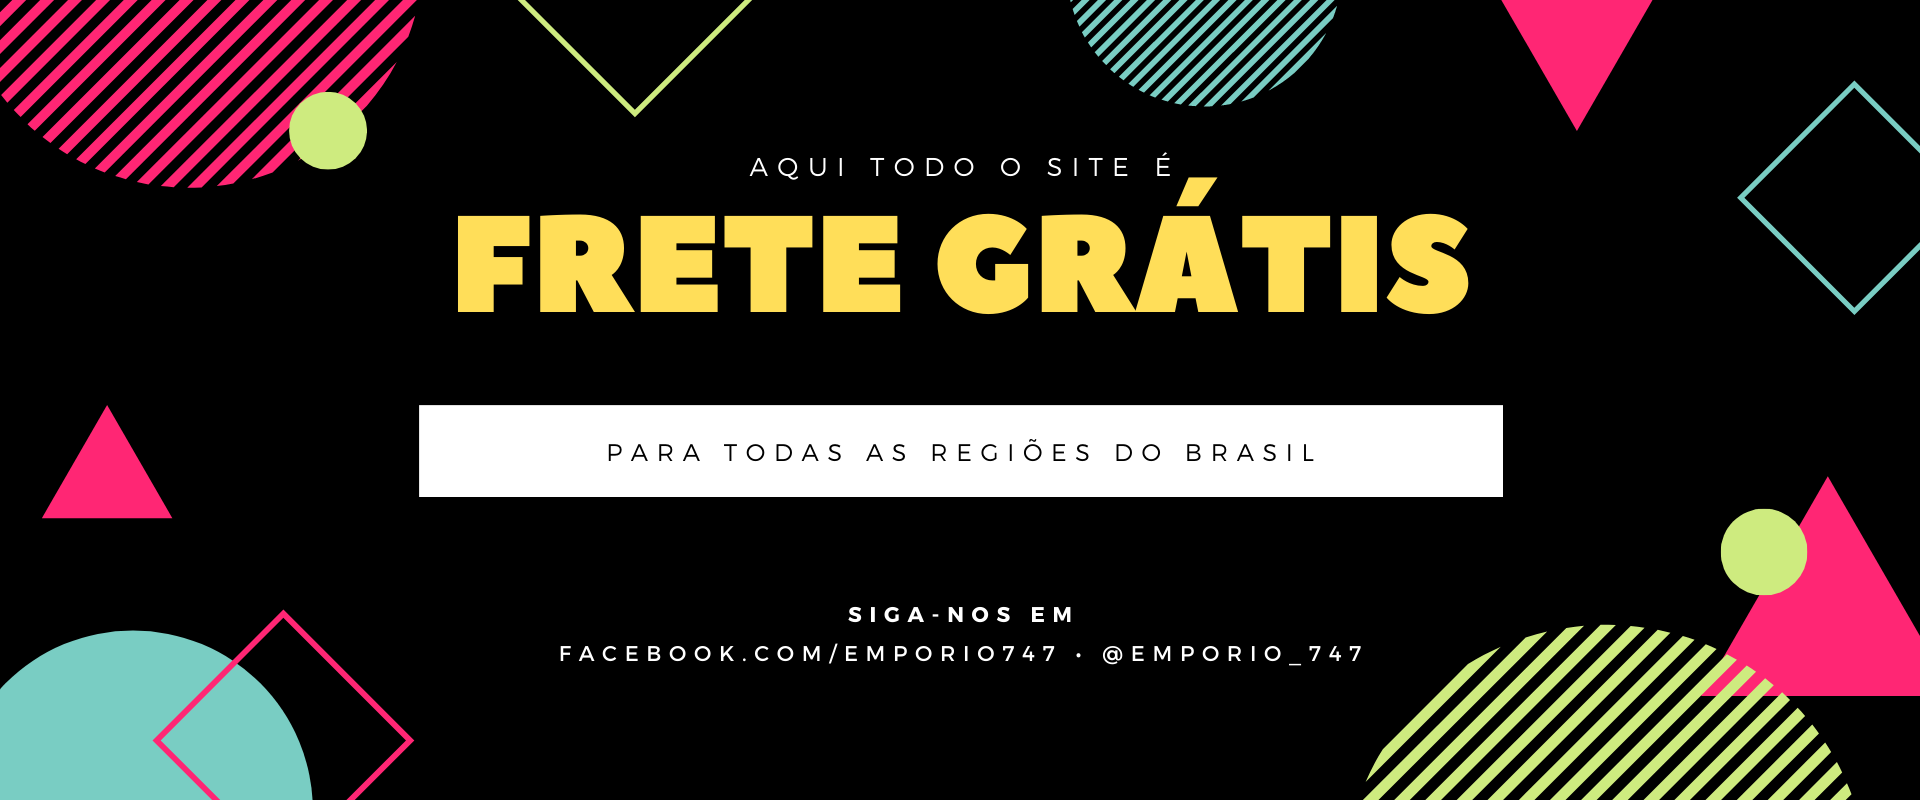 AQUI TODO O SITE É
FRETE GRÁTIS
PARA TODAS AS REGIÕES DO BRASIL
SIGA-NOS EM
FACEBOOK.COM/EMPORIO747 • @EMPORIO_747